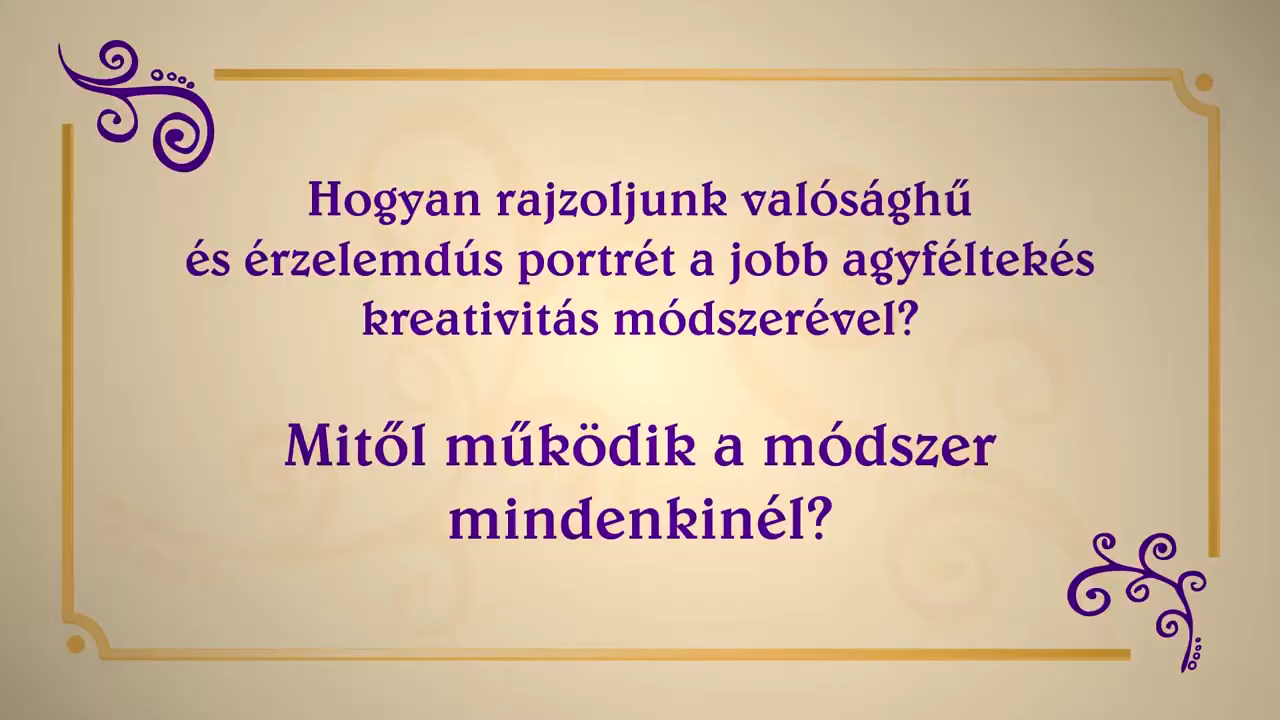 Hogyan rajzoljunk valósághű
és érzelemdús portrét a jobb agyféltekés
kreativitás módszerével?
Mitől működik a módszer
mindenkinél?